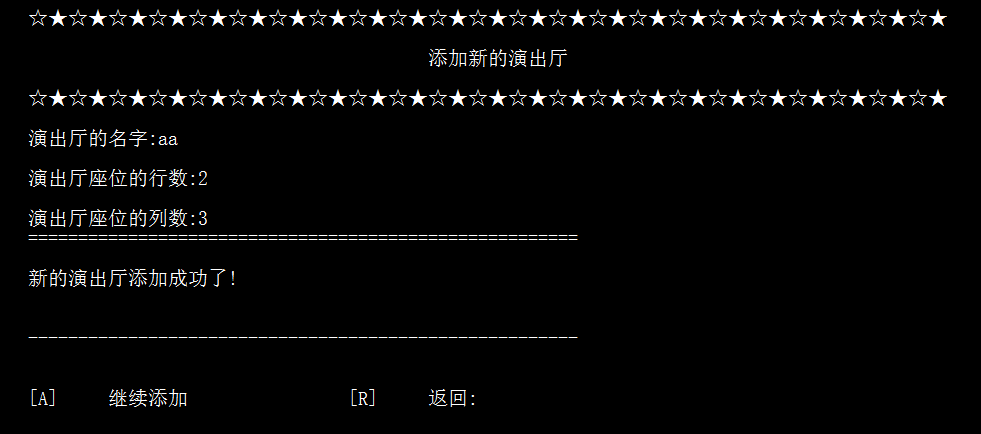 ☆★☆★☆★☆★☆★☆★☆★☆★☆★☆★☆★☆★☆★☆★☆★☆★☆★☆★☆★☆★☆★☆★☆★
添加新的演出厅
☆★☆★☆★☆★☆★☆★☆★☆★☆★☆★☆★☆★☆★☆★☆★☆★☆★☆★☆★☆★☆★☆★☆★
演出厅的名字:aa
演出厅座位的行数:2
演出厅座位的列数:3
=======================================================
新的演出厅添加成功了!
-------------------------------------------------------
[A] 继续添加 [R] 返回: